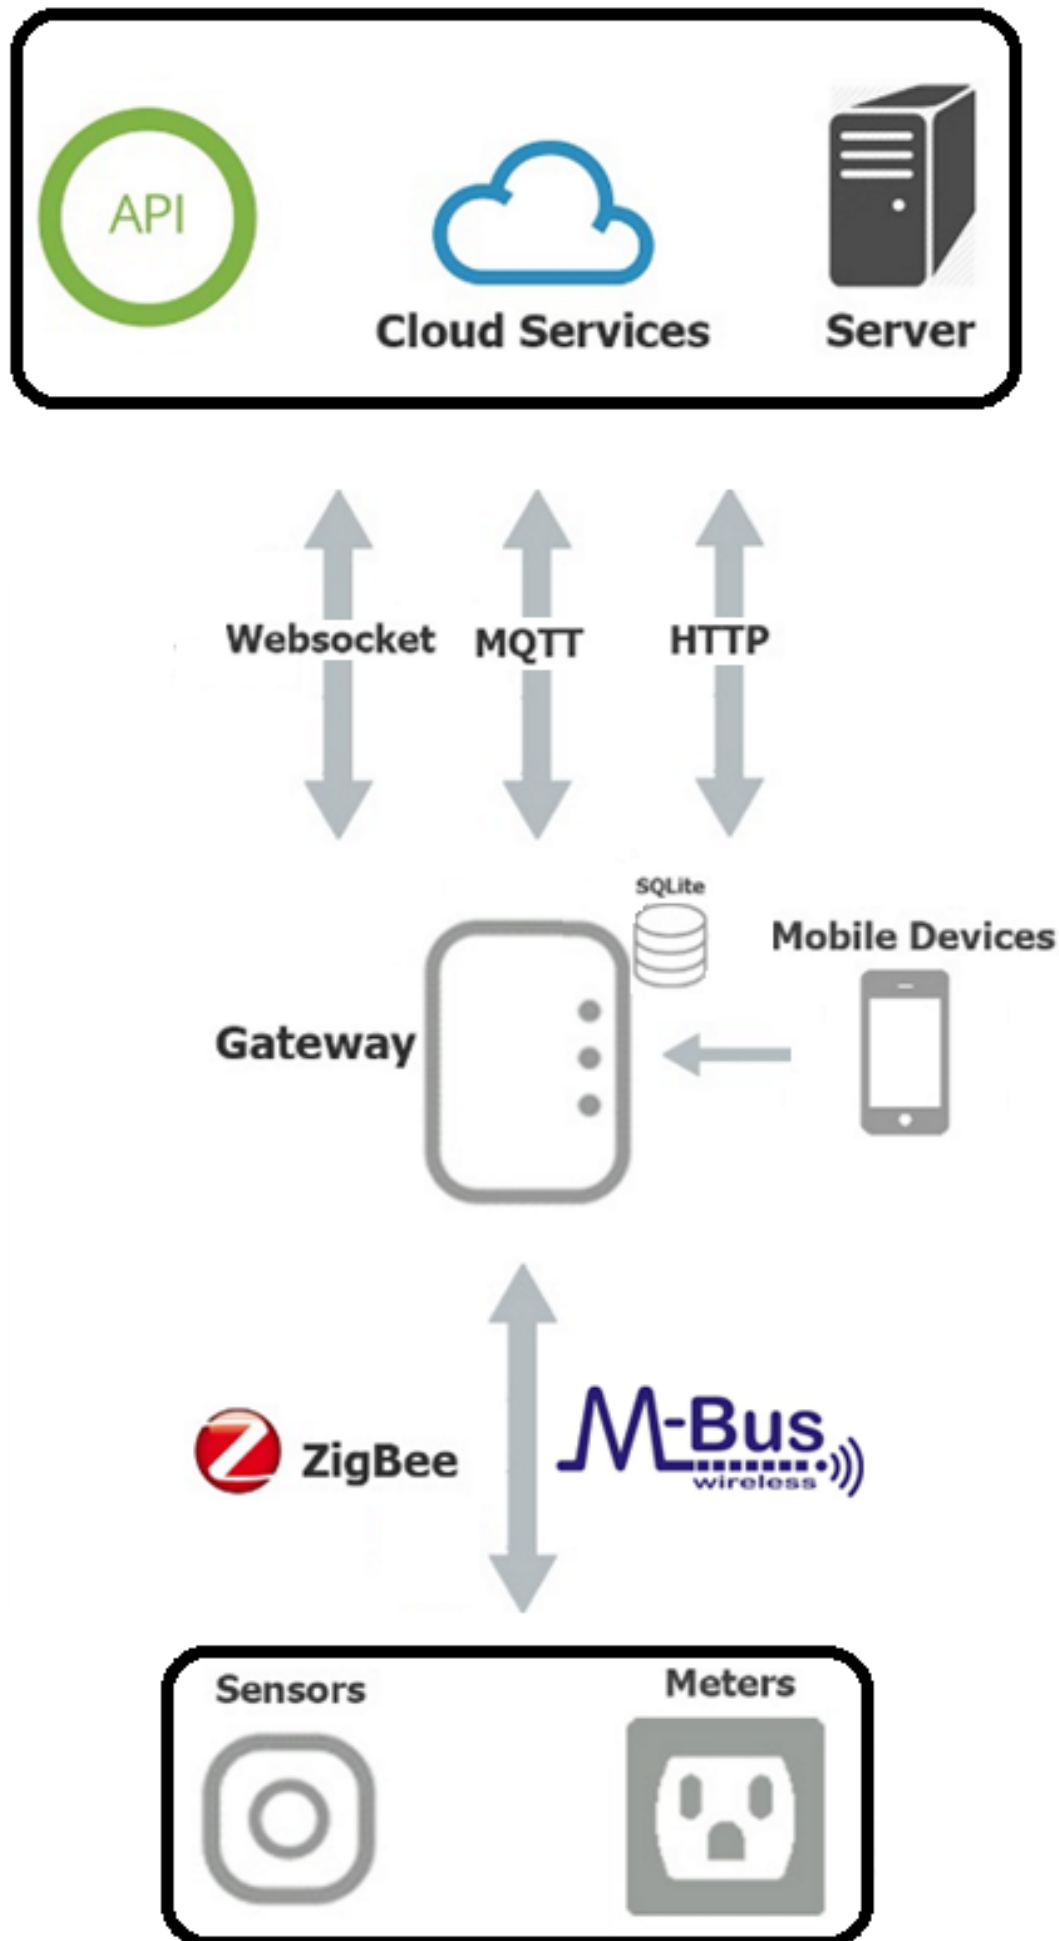 API
Cloud Services
Server
Websocket
MQTT
HTTP
SQLite
Mobile Devices
Gateway
ZigBee
M-Bus
wireless
Sensors
Meters